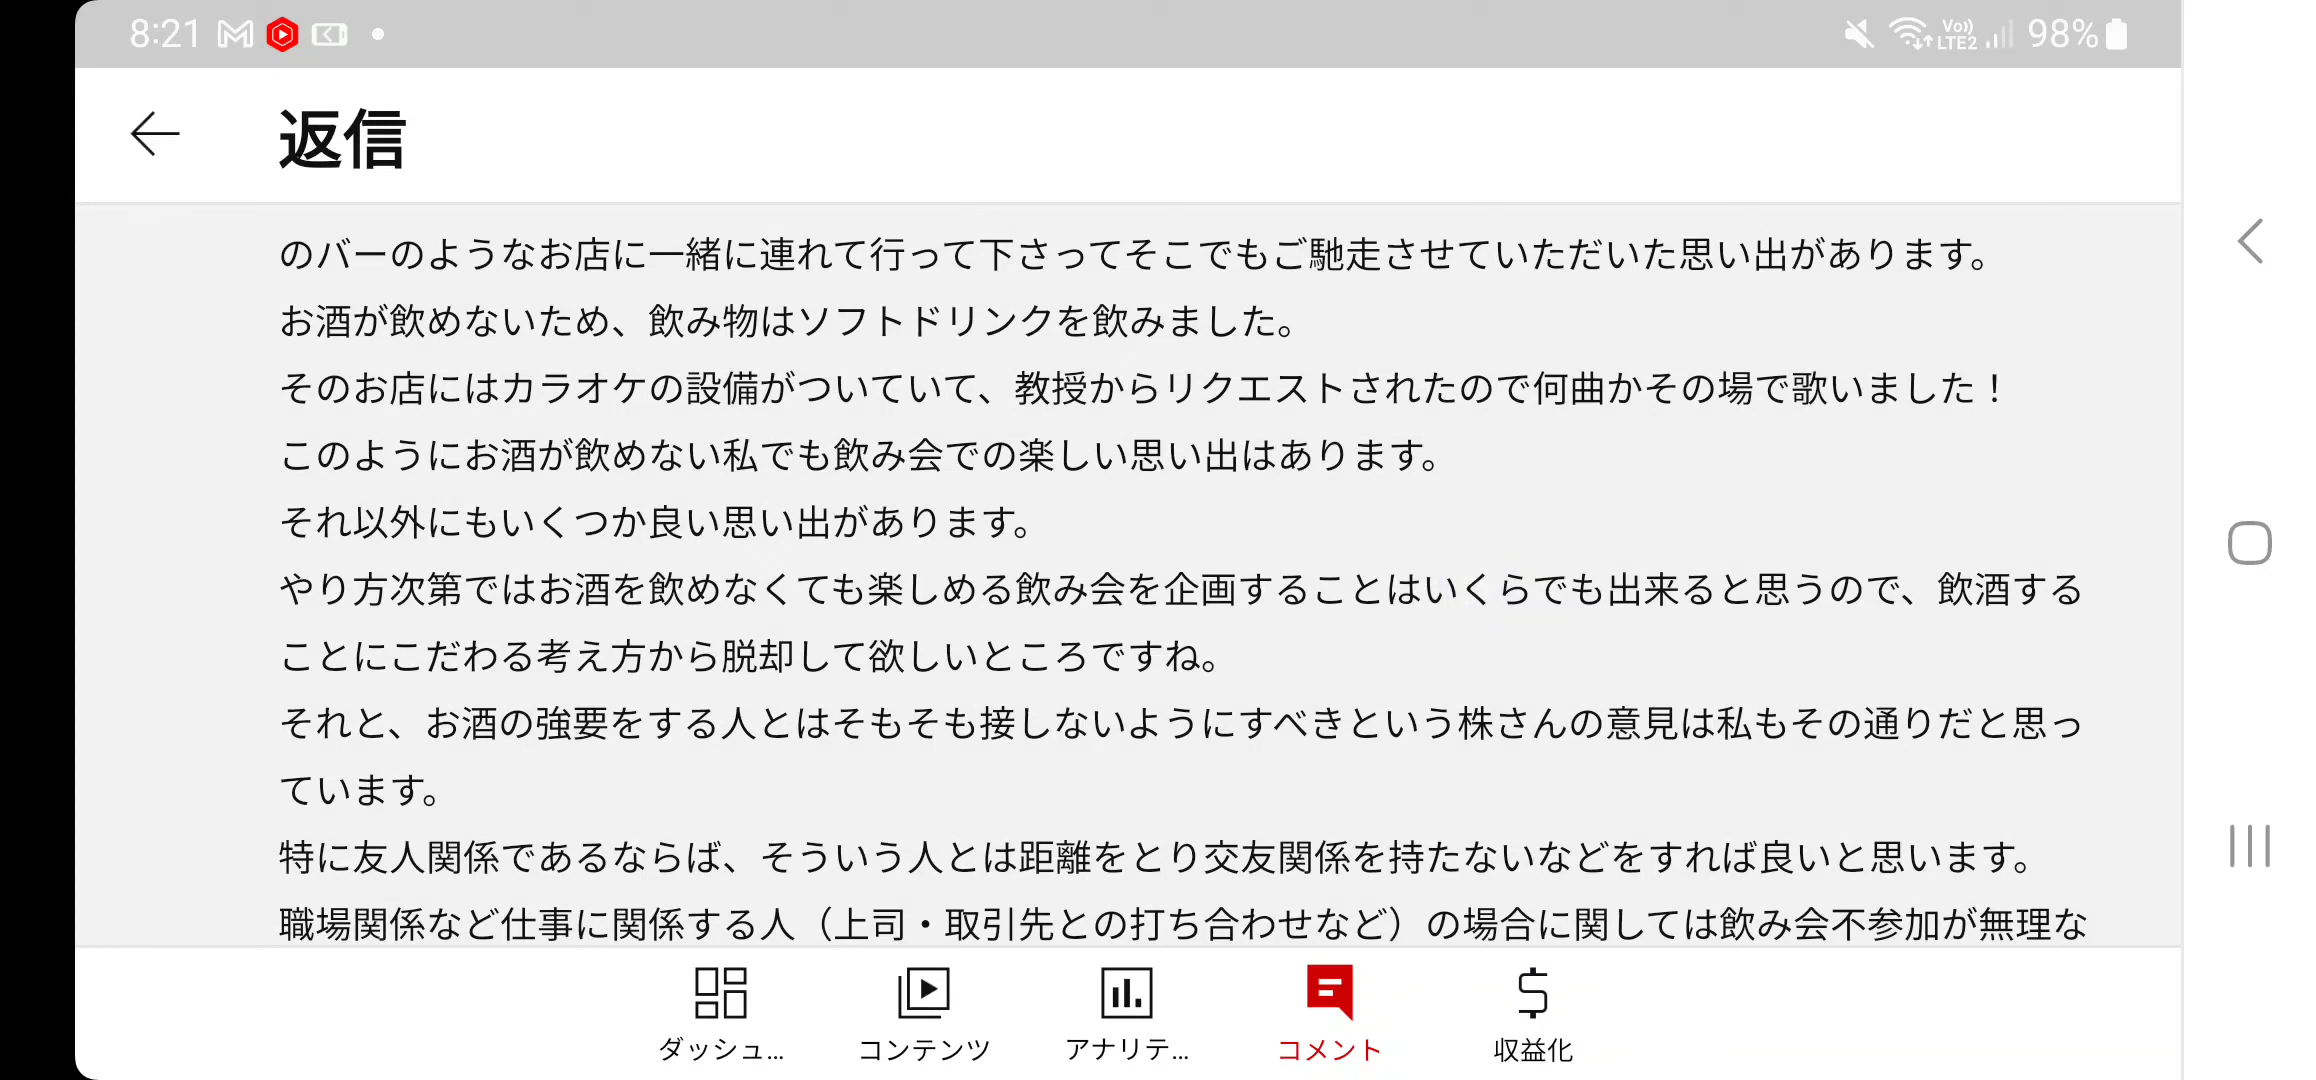 8:21
Vo))
LTE2
98%
返信
のバーのようなお店に一緒に連れて行って下さってそこでもご馳走させていただいた思い出があります。
お酒が飲めないため、飲み物はソフトドリンクを飲みました。
そのお店にはカラオケの設備がついていて、教授からリクエストされたので何曲かその場で歌いました！
このようにお酒が飲めない私でも飲み会での楽しい思い出はあります。
それ以外にもいくつか良い思い出があります。
やり方次第ではお酒を飲めなくても楽しめる飲み会を企画することはいくらでも出来ると思うので、飲酒する
ことにこだわる考え方から脱却して欲しいところですね。
それと、お酒の強要をする人とはそもそも接しないようにすべきという株さんの意見は私もその通りだと思っ
ています。
特に友人関係であるならば、そういう人とは距離をとり交友関係を持たないなどをすれば良いと思います。
職場関係など仕事に関係する人（上司・取引先との打ち合わせなど）の場合に関しては飲み会不参加が無理な
ダッシュ...
コンテンツ
アナリテ...
コメント
収益化